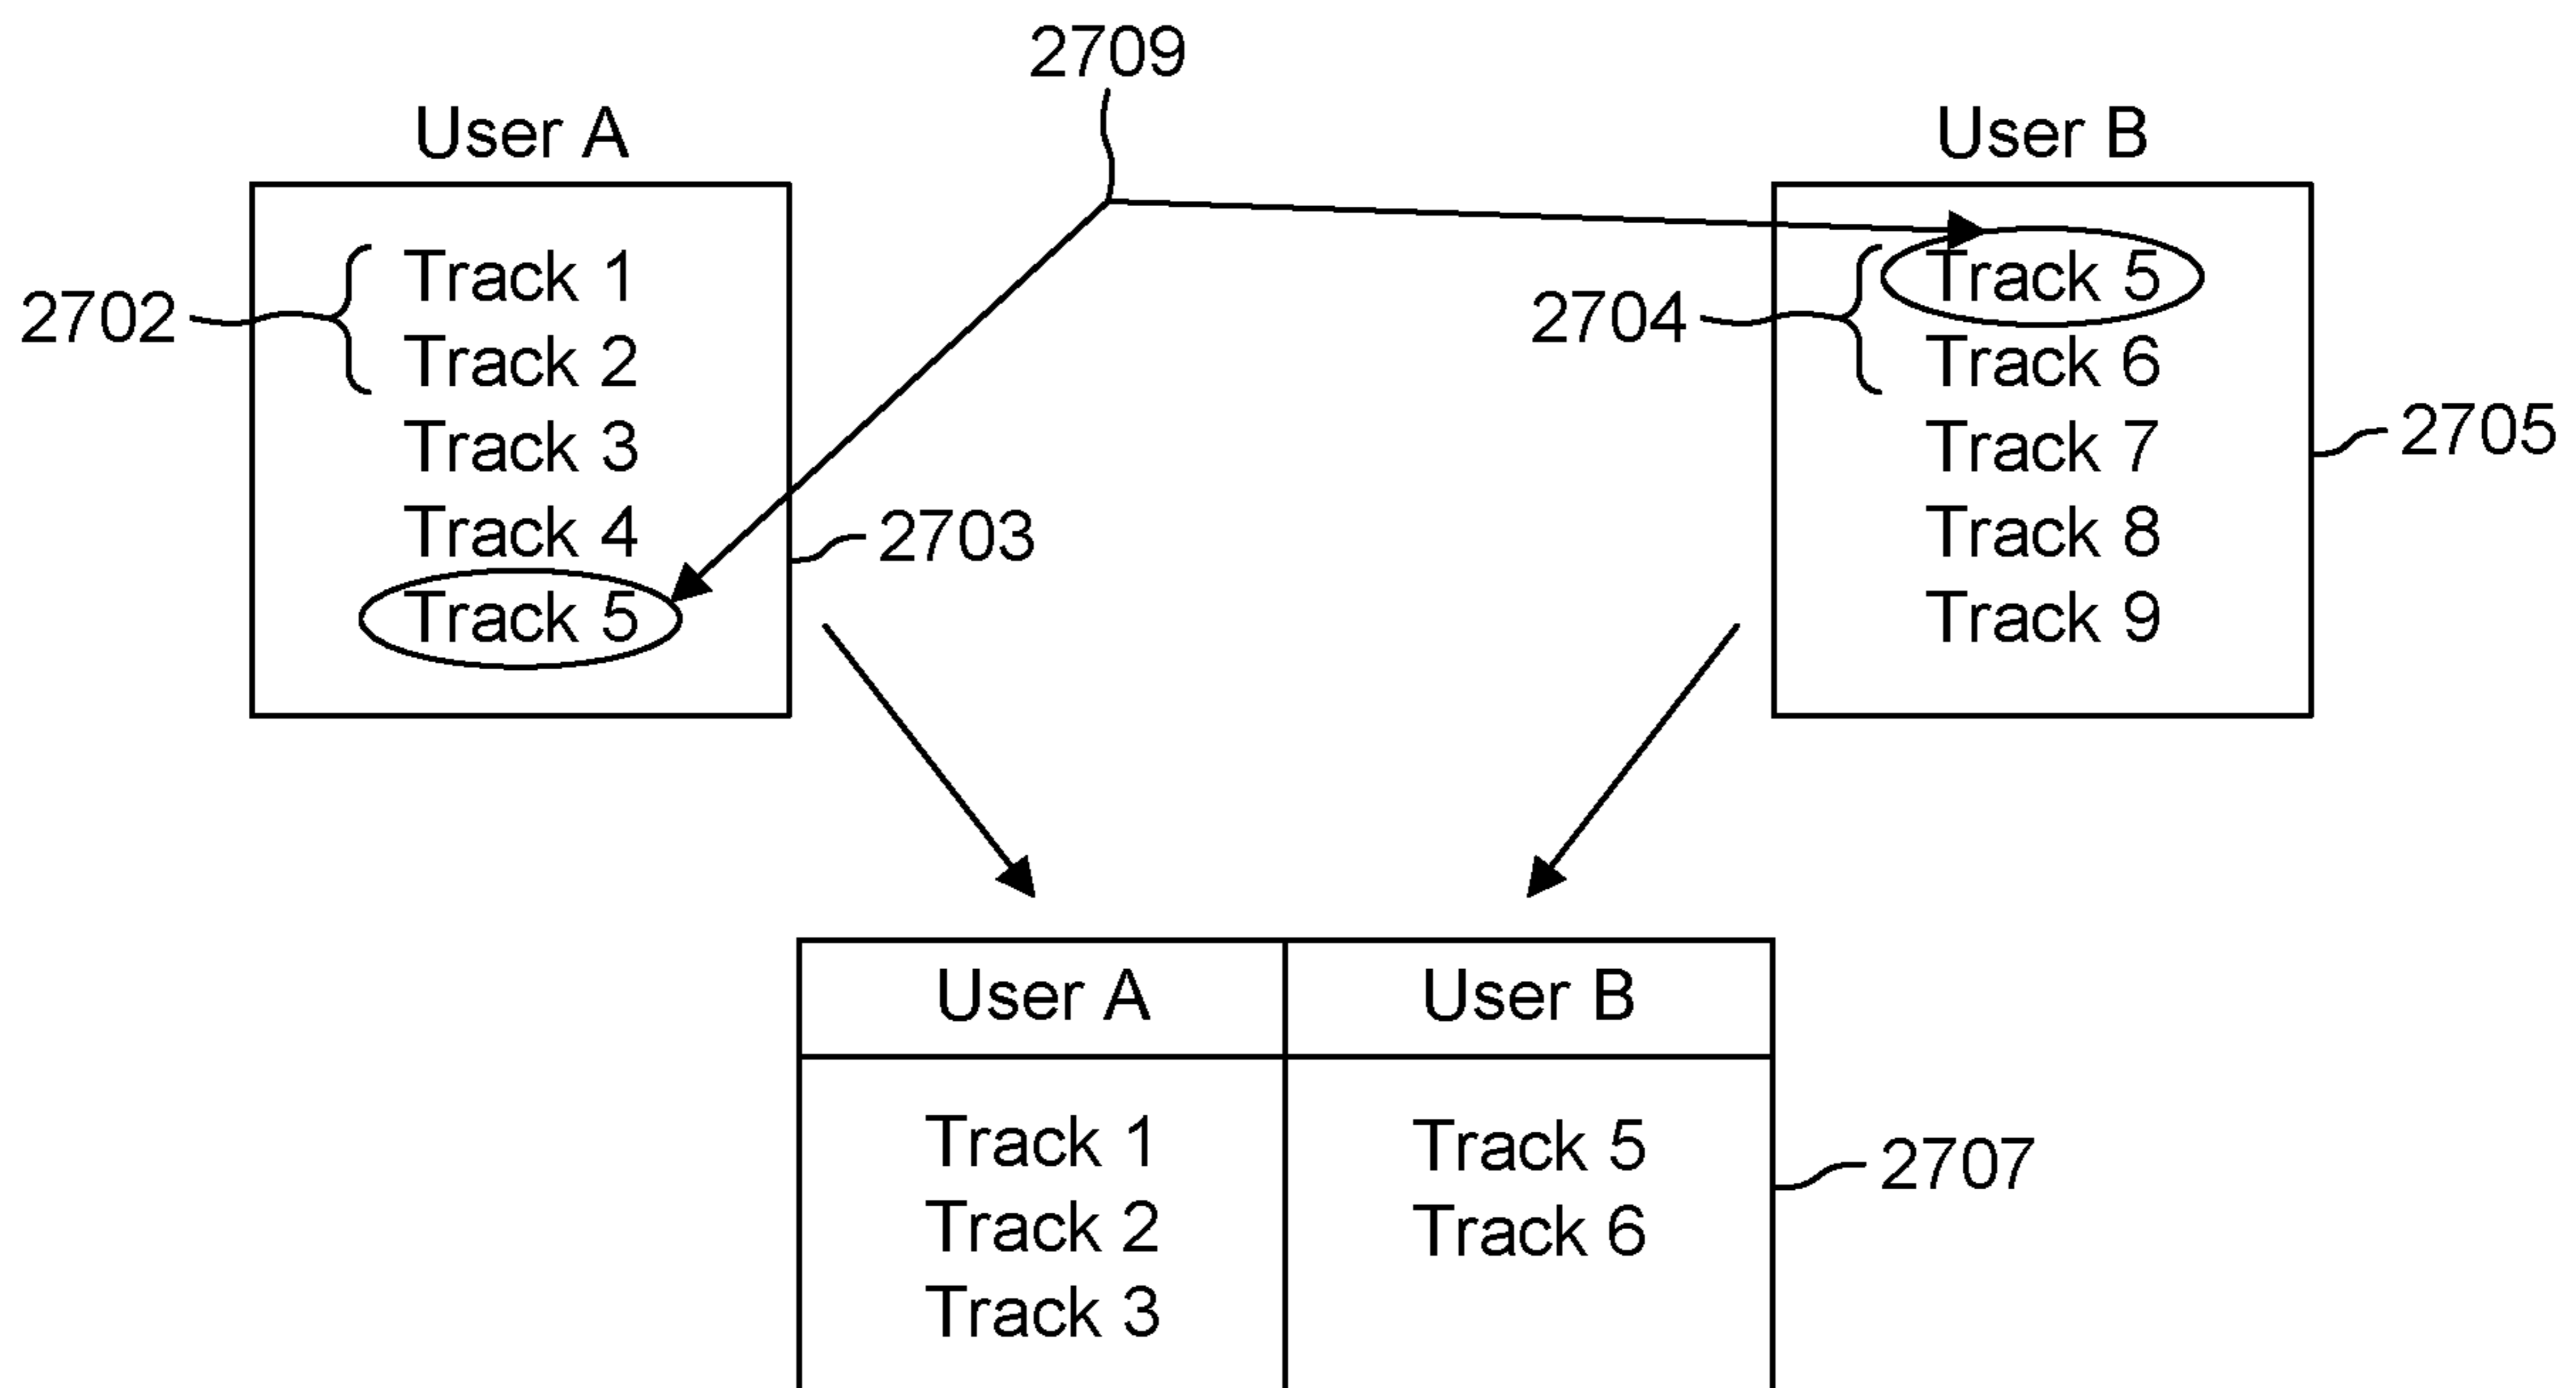 2709
User A
User B
2702
Track 1
Track 2
Track 3
Track 4
Track 5
2703
2704
Track 5
Track 6
Track 7
Track 8
Track 9
2705
User A
User B
Track 1
Track 2
Track 3
Track 5
Track 6
2707